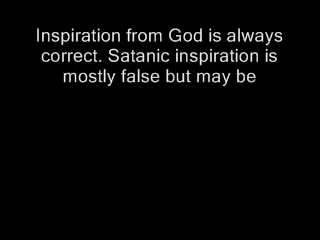 Inspiration from God is always
correct. Satanic inspiration is
mostly false but may be